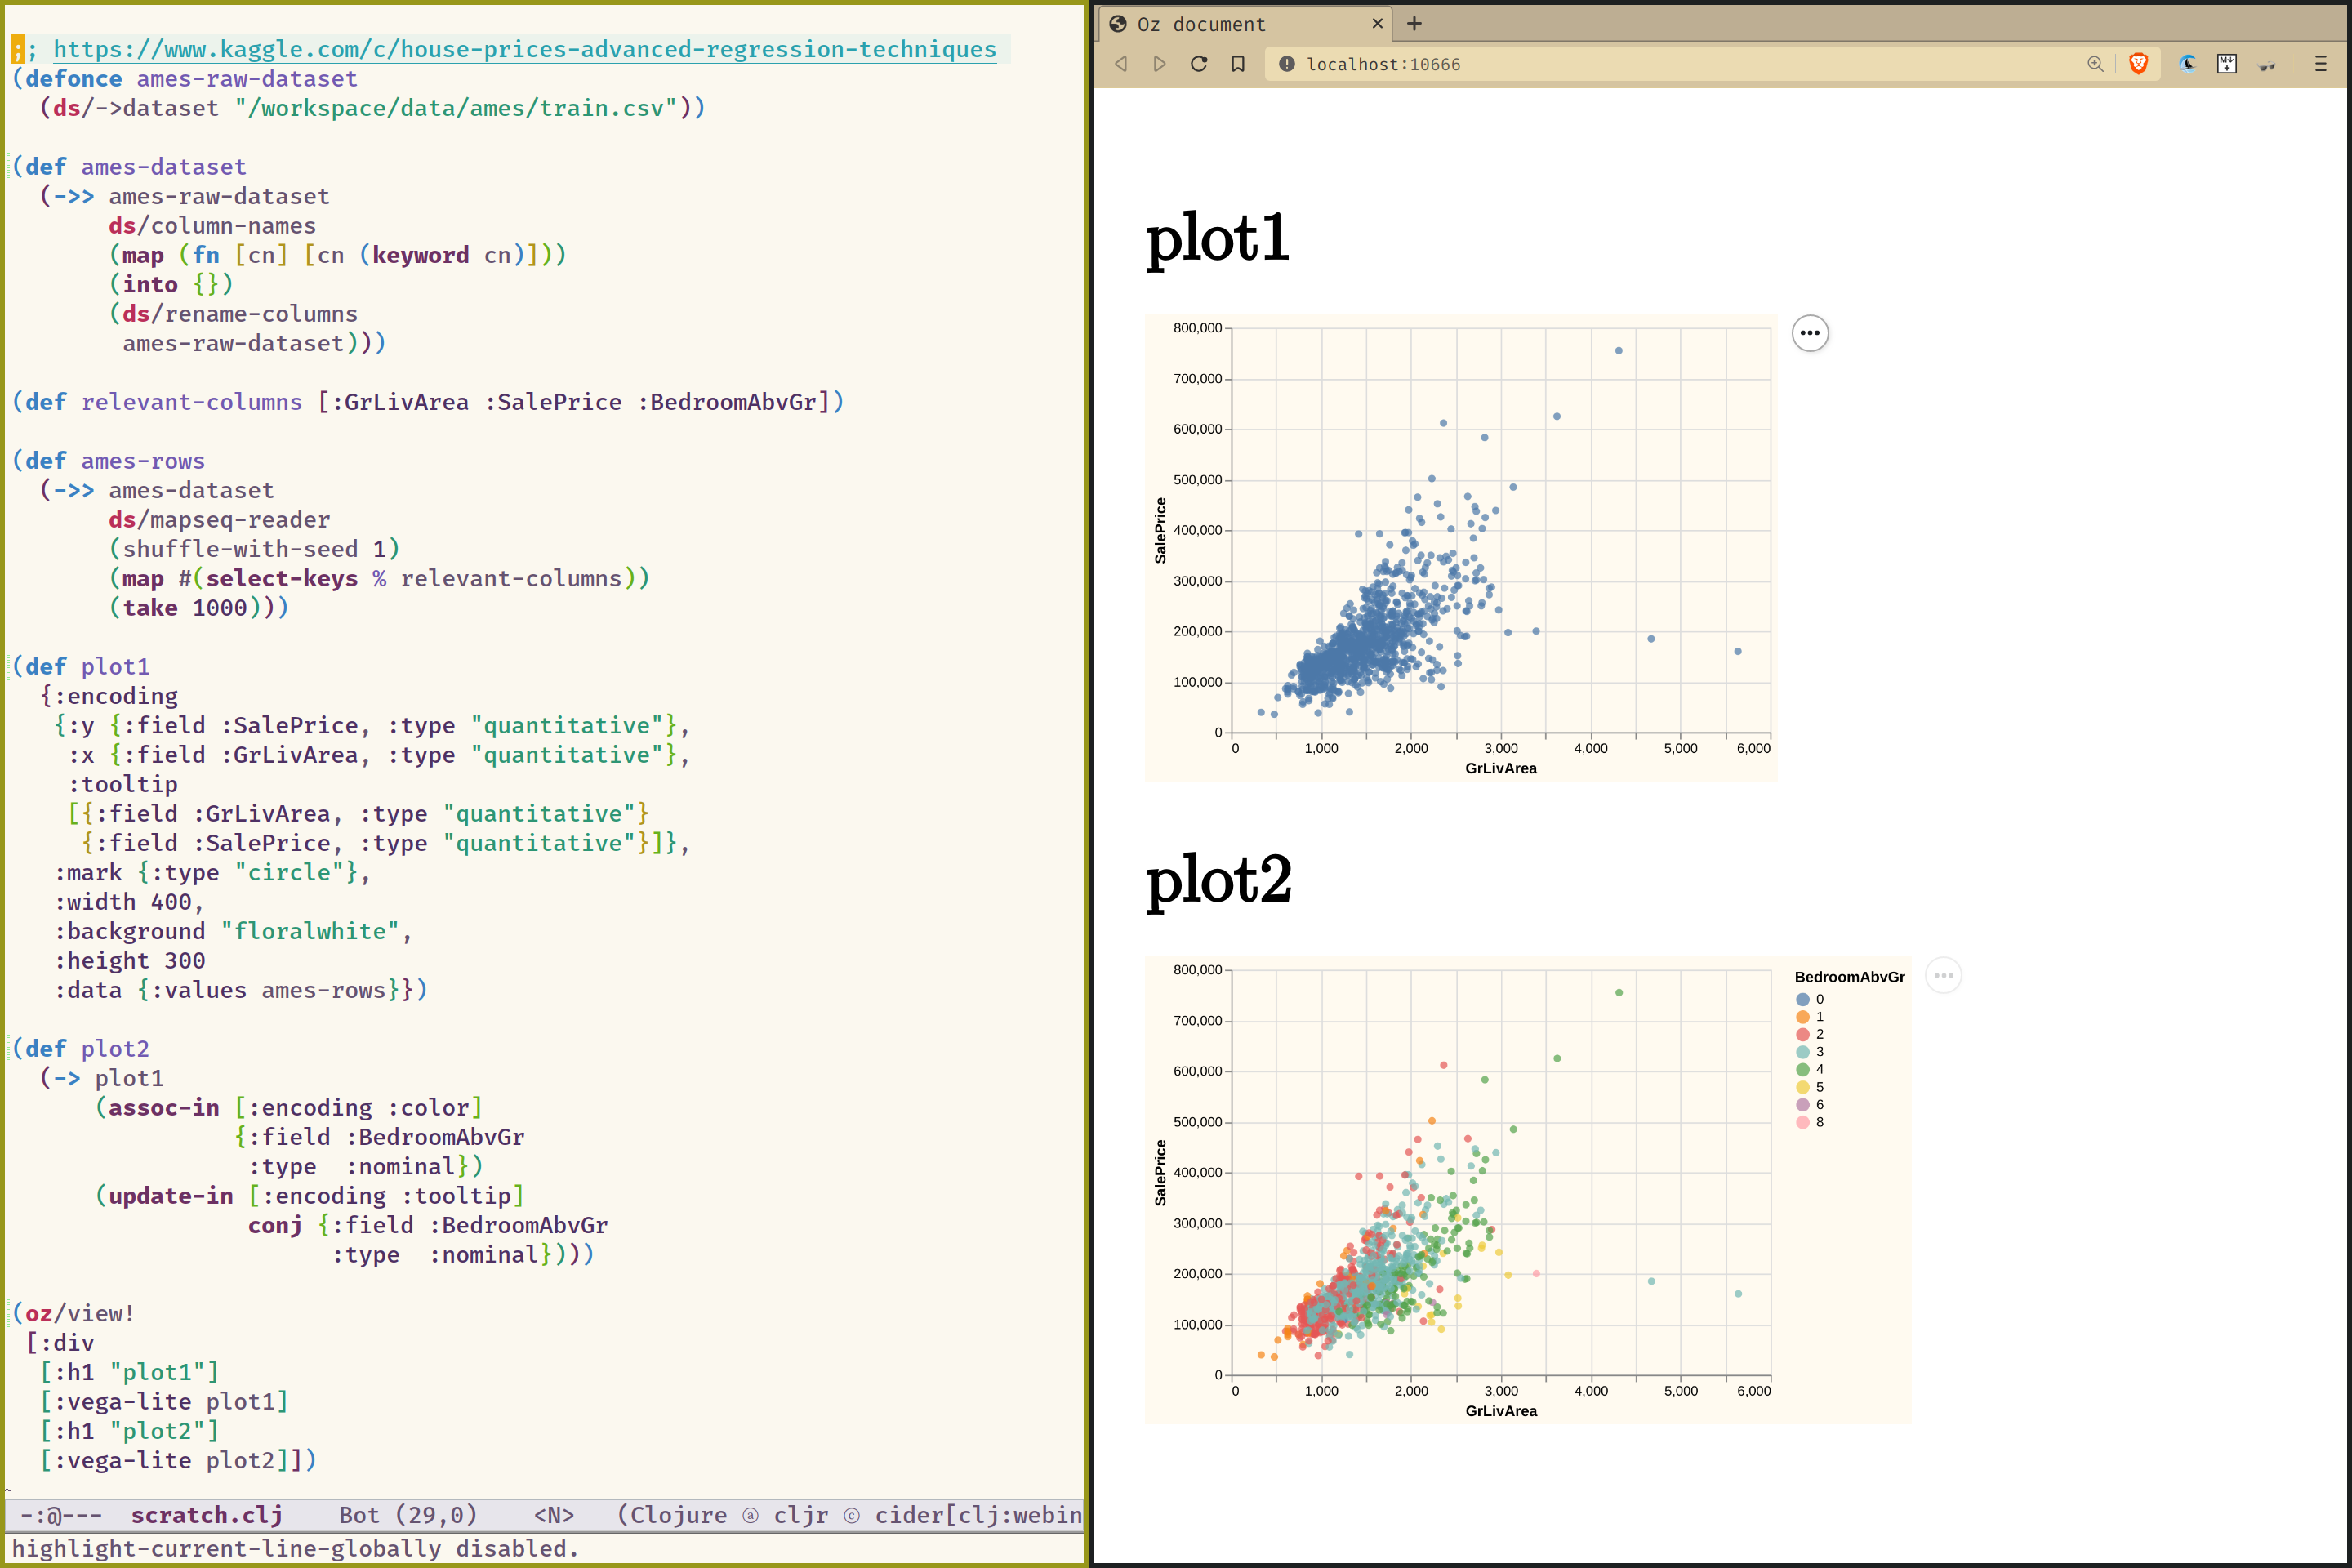 ;; https://www.kaggle.com/c/house-prices-advanced-regression-techniques
(defonce ames-raw-dataset
  (ds/->dataset "/workspace/data/ames/train.csv"))
(def ames-dataset
  (->> ames-raw-dataset
       ds/column-names
       (map (fn [cn] [cn (keyword cn)]))
       (into {})
       (ds/rename-columns
        ames-raw-dataset)))
(def relevant-columns [:GrLivArea :SalePrice :BedroomAbvGr])
(def ames-rows
  (->> ames-dataset
       ds/mapseq-reader
       (shuffle-with-seed 1)
       (map #(select-keys % relevant-columns))
       (take 1000)))
(def plot1
  {:encoding
   {:y {:field :SalePrice, :type "quantitative"},
    :x {:field :GrLivArea, :type "quantitative"},
    :tooltip
    [{:field :GrLivArea, :type "quantitative"}
     {:field :SalePrice, :type "quantitative"}]},
   :mark {:type "circle"},
   :width 400,
   :background "floralwhite",
   :height 300
   :data {:values ames-rows}})
(def plot2
  (-> plot1
      (assoc-in [:encoding :color]
                {:field :BedroomAbvGr
                 :type  :nominal})
      (update-in [:encoding :tooltip]
                 conj {:field :BedroomAbvGr
                       :type  :nominal})))
(oz/view!
 [:div
  [:h1 "plot1"]
  [:vega-lite plot1]
  [:h1 "plot2"]
  [:vega-lite plot2]])
~
-:@--- scratch.clj Bot (29,0) <N> (Clojure ⓐ cljr ⓒ cider[clj:webin
highlight-current-line-globally disabled.
Oz document
localhost:10666
M↓
+
plot1
800,000
700,000
600,000
500,000
400,000
300,000
200,000
100,000
0
SalePrice
0 1,000 2,000 3,000 4,000 5,000 6,000
GrLivArea
plot2
800,000
700,000
600,000
500,000
400,000
300,000
200,000
100,000
0
SalePrice
0 1,000 2,000 3,000 4,000 5,000 6,000
GrLivArea
BedroomAbvGr
0
1
2
3
4
5
6
8